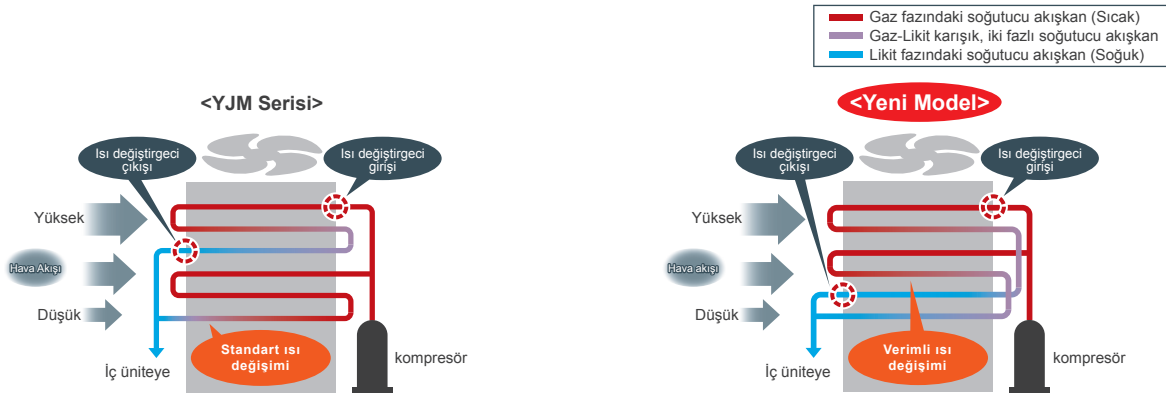 Gaz fazındaki soğutucu akışkan (Sıcak)
Gaz-Likit karışık, iki fazlı soğutucu akışkan
Likit fazındaki soğutucu akışkan (Soğuk)
<YJM Serisi>
Isı değiştirgeci
çıkışı
Isı değiştirgeci
girişi
Yüksek
Hava Akışı
Düşük
Standart ısı
değişimi
İç üniteye
kompresör
<Yeni Model>
Isı değiştirgeci
çıkışı
Isı değiştirgeci
girişi
Yüksek
Hava akışı
Düşük
Verimli ısı
değişimi
İç üniteye
kompresör